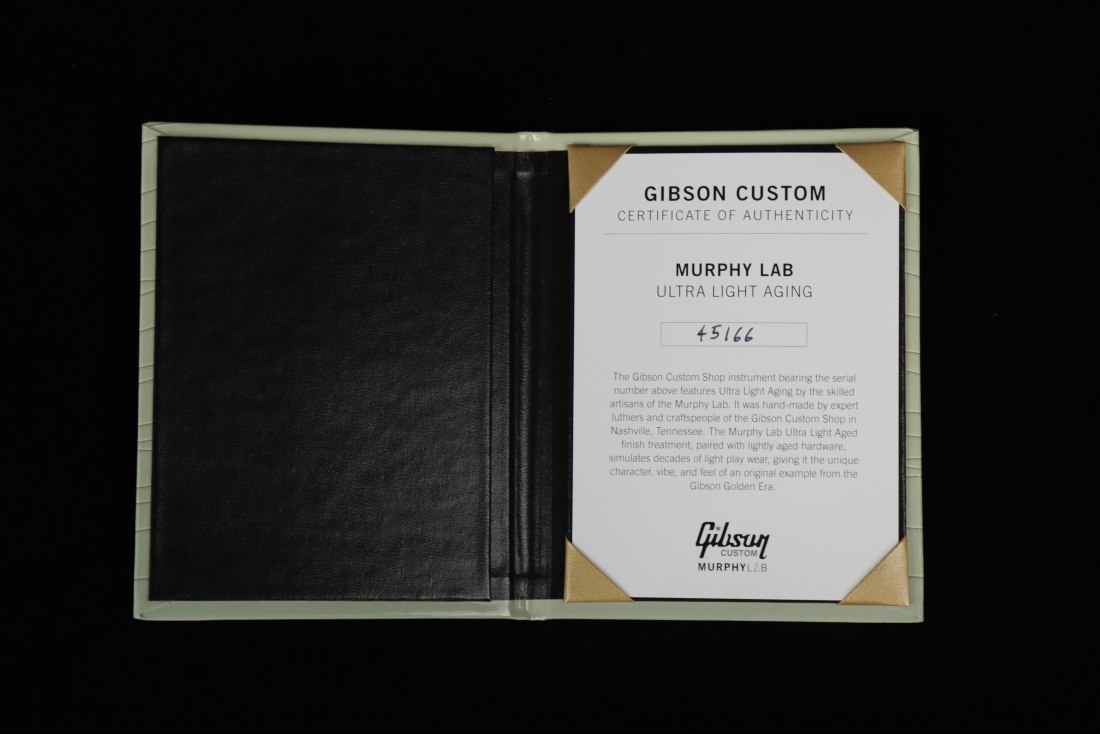 GIBSON CUSTOM
CERTIFICATE OF AUTHENTICITY
MURPHY LAB
ULTRA LIGHT AGING
45166
The Gibson Custom Shop instrument bearing the serial
number above features Ultra Light Aging by the skilled
artisans of the Murphy Lab. It was hand-made by expert
luthiers and craftspeople of the Gibson Custom Shop in
Nashville, Tennessee. The Murphy Lab Ultra Light Aged
finish treatment, paired with lightly aged hardware,
simulates decades of light play wear, giving it the unique
character, vibe, and feel of an original example from the
Gibson Golden Era.
Gibson
CUSTOM
MURPHYLAB